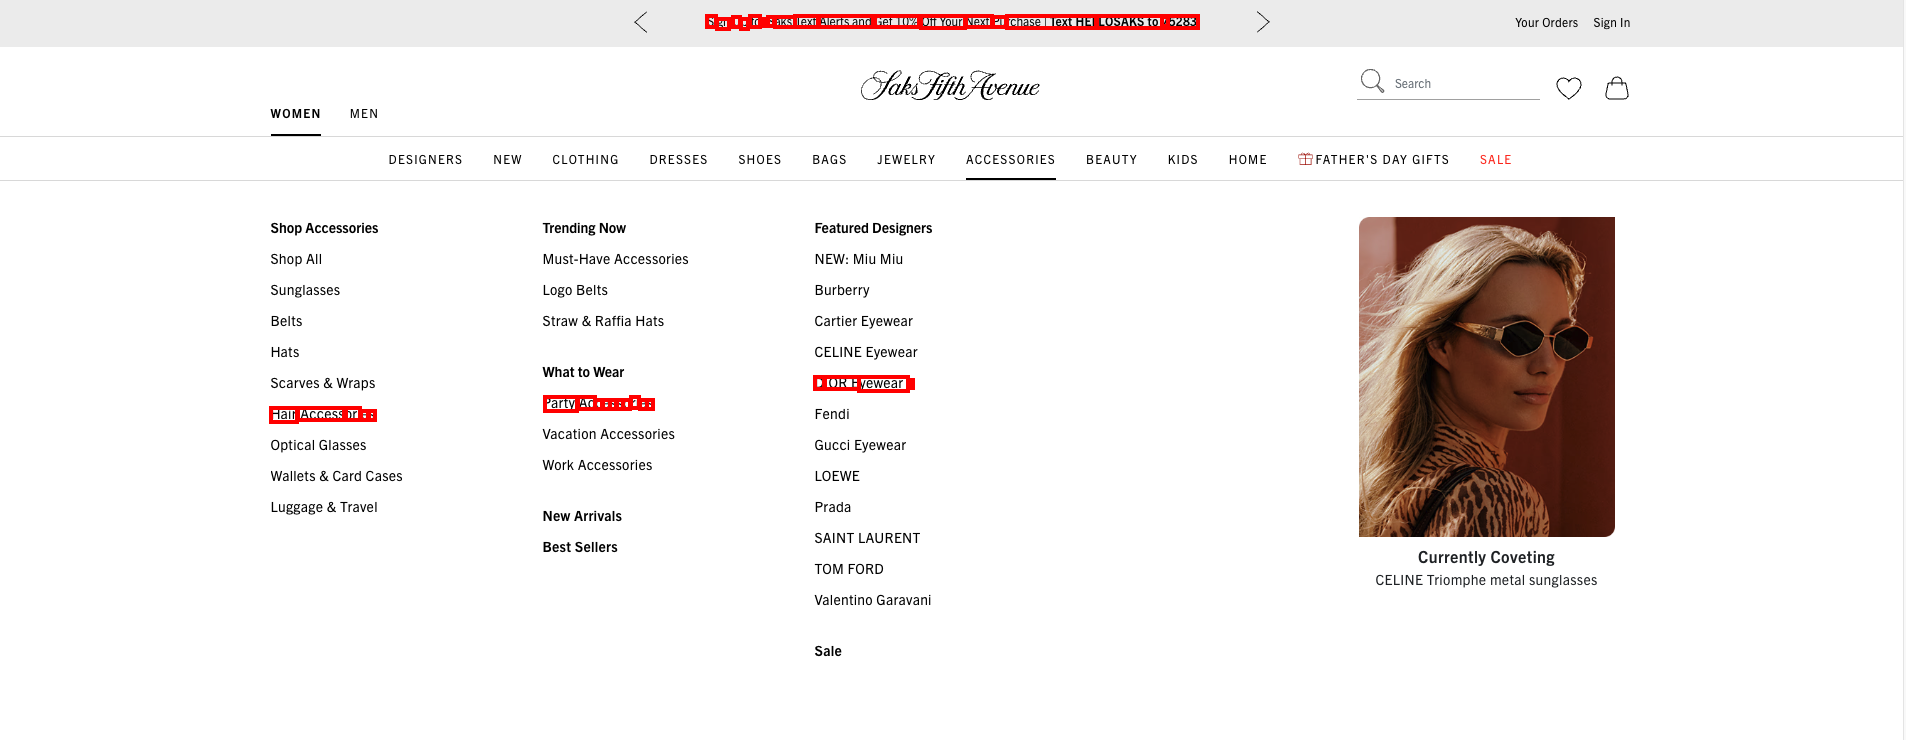 Saks Text Alerts and Get 10% Off Your Next Purchase | Text HELLOSAKS to 75283
Your Orders Sign In
Saks Fifth Avenue
Search
WOMEN MEN
DESIGNERS NEW CLOTHING DRESSES SHOES BAGS JEWELRY ACCESSORIES BEAUTY KIDS HOME FATHER'S DAY GIFTS SALE
Shop Accessories
Shop All
Sunglasses
Belts
Hats
Scarves & Wraps
Hair Accessories
Optical Glasses
Wallets & Card Cases
Luggage & Travel
Trending Now
Must-Have Accessories
Logo Belts
Straw & Raffia Hats
What to Wear
Party Accessories
Vacation Accessories
Work Accessories
New Arrivals
Best Sellers
Featured Designers
NEW: Miu Miu
Burberry
Cartier Eyewear
CELINE Eyewear
DIOR Eyewear
Fendi
Gucci Eyewear
LOEWE
Prada
SAINT LAURENT
TOM FORD
Valentino Garavani
Sale
Currently Coveting
CELINE Triomphe metal sunglasses